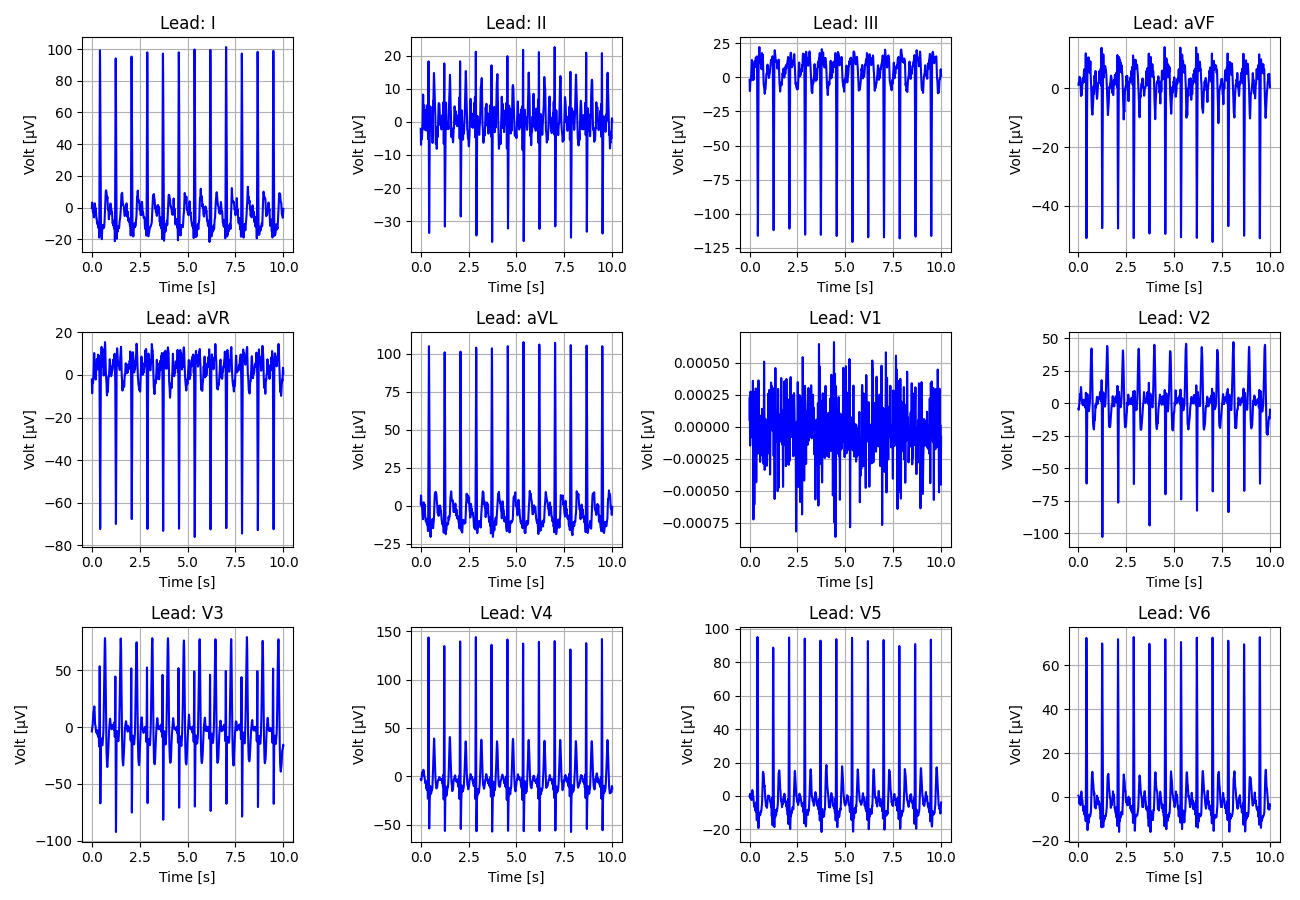 Lead: I Lead: II Lead: III Lead: aVF
100 80 60 40 20 0 −20
Volt [µV]
0.0 2.5 5.0 7.5 10.0
Time [s]
20 10 0 −10 −20 −30
Volt [µV]
0.0 2.5 5.0 7.5 10.0
Time [s]
25 0 −25 −50 −75 −100 −125
Volt [µV]
0.0 2.5 5.0 7.5 10.0
Time [s]
0 −20 −40
Volt [µV]
0.0 2.5 5.0 7.5 10.0
Time [s]
Lead: aVR Lead: aVL Lead: V1 Lead: V2
20 0 −20 −40 −60 −80
Volt [µV]
0.0 2.5 5.0 7.5 10.0
Time [s]
100 75 50 25 0 −25
Volt [µV]
0.0 2.5 5.0 7.5 10.0
Time [s]
0.00050 0.00025 0.00000 −0.00025 −0.00050 −0.00075
Volt [µV]
0.0 2.5 5.0 7.5 10.0
Time [s]
50 25 0 −25 −50 −75 −100
Volt [µV]
0.0 2.5 5.0 7.5 10.0
Time [s]
Lead: V3 Lead: V4 Lead: V5 Lead: V6
50 0 −50 −100
Volt [µV]
0.0 2.5 5.0 7.5 10.0
Time [s]
150 100 50 0 −50
Volt [µV]
0.0 2.5 5.0 7.5 10.0
Time [s]
100 80 60 40 20 0 −20
Volt [µV]
0.0 2.5 5.0 7.5 10.0
Time [s]
60 40 20 0 −20
Volt [µV]
0.0 2.5 5.0 7.5 10.0
Time [s]